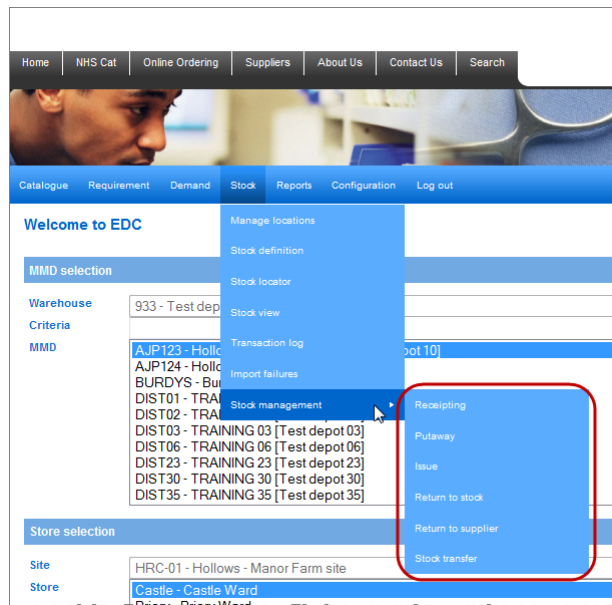 Home NHS Cat Online Ordering Suppliers About Us Contact Us Search
Catalogue Requirement Demand Stock Reports Configuration Log out
Welcome to EDC
MMD selection
Warehouse
933 - Test dep
Criteria
MMD
AJP123 - Hollo
pot 10]
AJP124 - Hollo
BURDYS - Bu
DIST01 - TRA
DIST02 - TRA
DIST03 - TRAINING 03 [Test depot 03]
DIST06 - TRAINING 06 [Test depot 06]
DIST23 - TRAINING 23 [Test depot 23]
DIST30 - TRAINING 30 [Test depot 30]
DIST35 - TRAINING 35 [Test depot 35]
Manage locations
Stock definition
Stock locator
Stock view
Transaction log
Import failures
Stock management
Receipting
Putaway
Issue
Return to stock
Return to supplier
Stock transfer
Store selection
Site
HRC-01 - Hollows - Manor Farm site
Store
Castle - Castle Ward